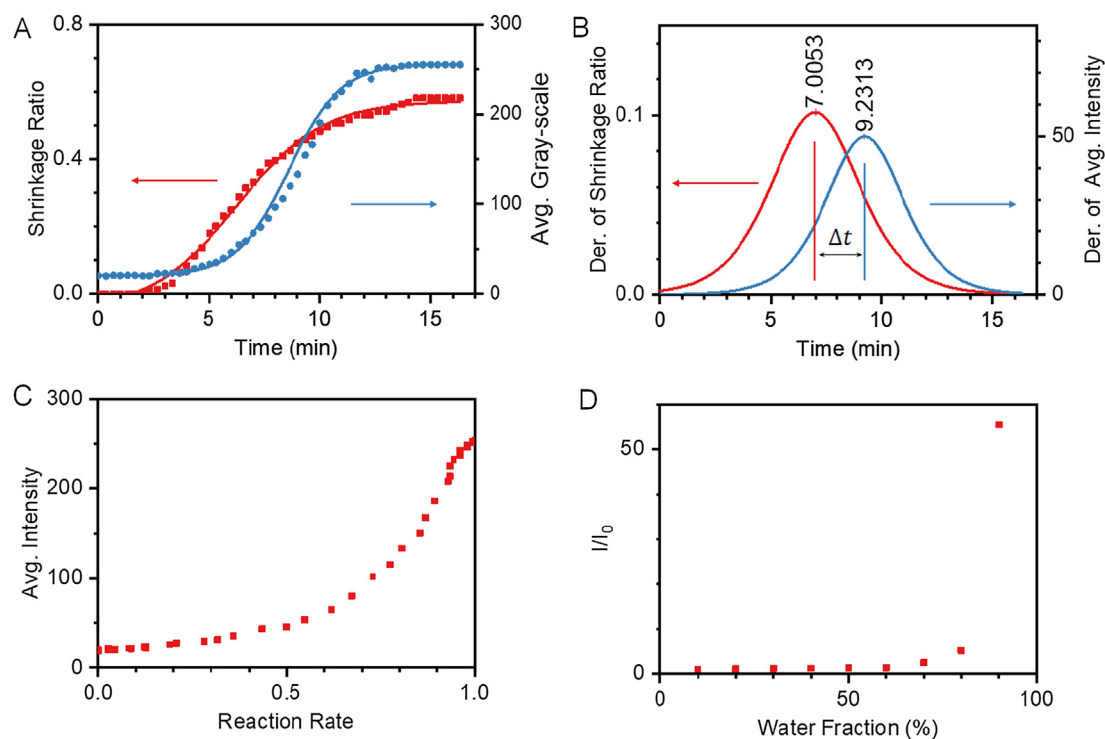 A
0.8
0.4
0.0
Shrinkage Ratio
300
200
100
0
Avg. Gray-scale
0 5 10 15
Time (min)
B
0.1
0.0
Der. of Shrinkage Ratio
7.0053
9.2313
Δt
50
0
Der. of Avg. Intensity
0 5 10 15
Time (min)
C
300
200
100
0
Avg. Intensity
0.0 0.5 1.0
Reaction Rate
D
50
0
I/I₀
0 50 100
Water Fraction (%)